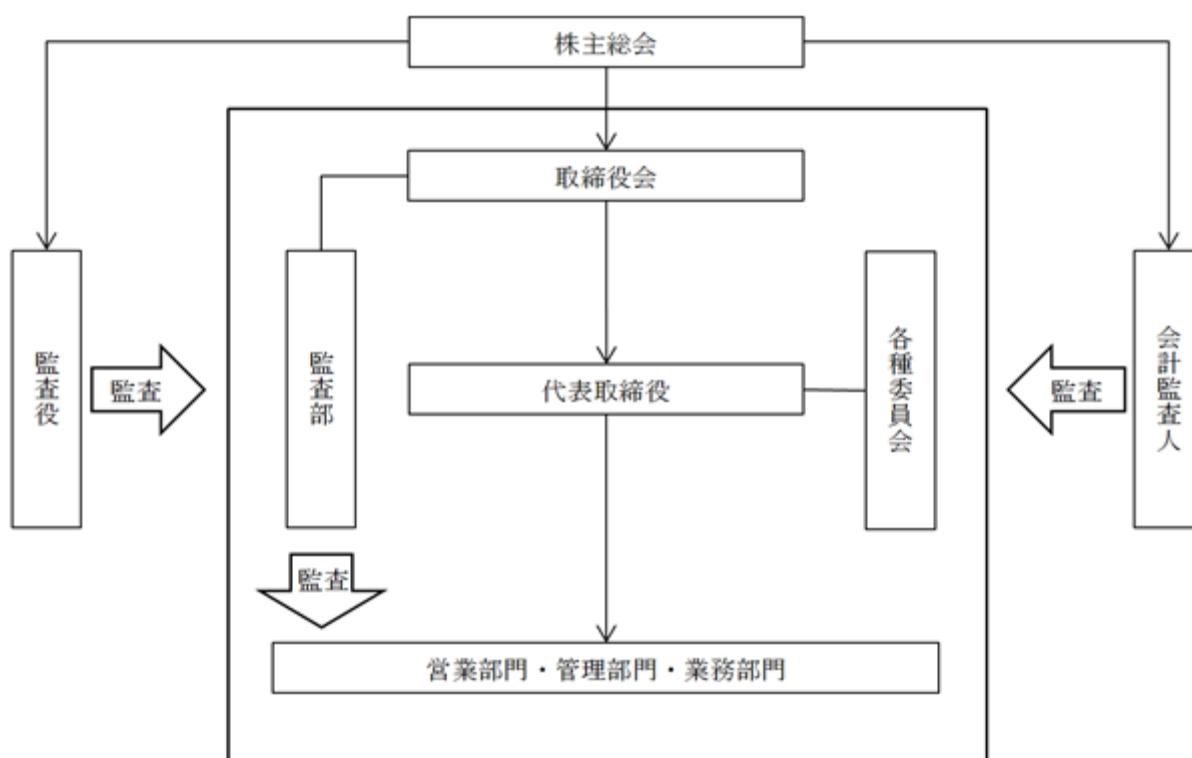 株主総会
取締役会
監査役
監査
監査部
代表取締役
各種委員会
監査
会計監査人
監査
営業部門・管理部門・業務部門